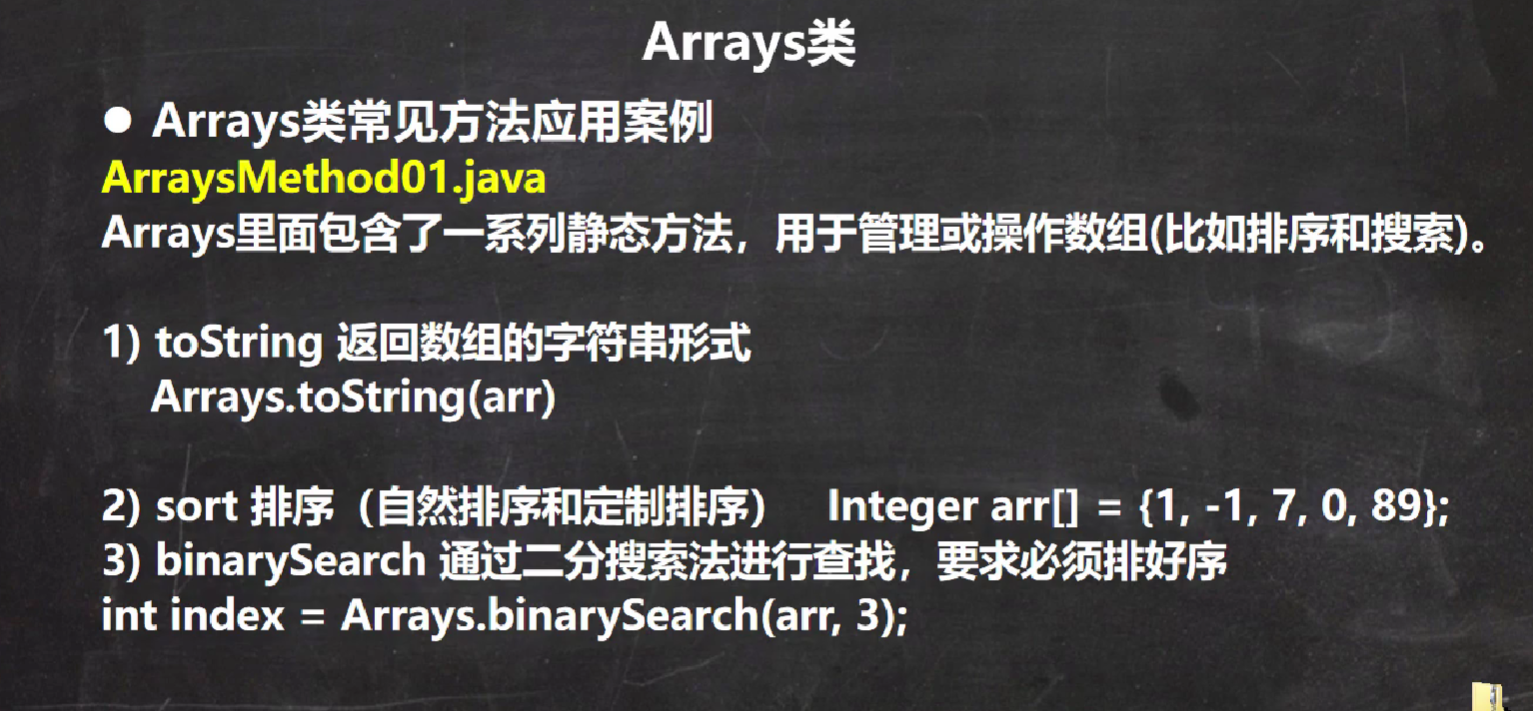 Arrays类
● Arrays类常见方法应用案例
ArraysMethod01.java
Arrays里面包含了一系列静态方法，用于管理或操作数组(比如排序和搜索)。
1) toString 返回数组的字符串形式
Arrays.toString(arr)
2) sort 排序（自然排序和定制排序） Integer arr[] = {1, -1, 7, 0, 89};
3) binarySearch 通过二分搜索法进行查找，要求必须排好序
int index = Arrays.binarySearch(arr, 3);